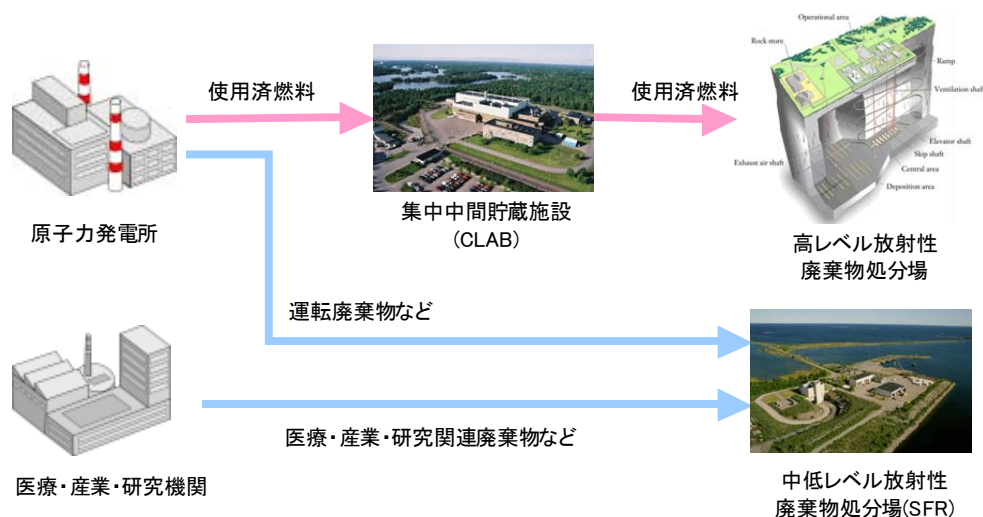 使用済燃料
使用済燃料
原子力発電所
集中中間貯蔵施設
(CLAB)
Operational area
Rock store
Ramp
Ventilation shaft
Elevator shaft
Skip shaft
Exhaust air shaft
Central area
Deposition area
高レベル放射性
廃棄物処分場
運転廃棄物など
医療・産業・研究関連廃棄物など
医療・産業・研究機関
中低レベル放射性
廃棄物処分場(SFR)